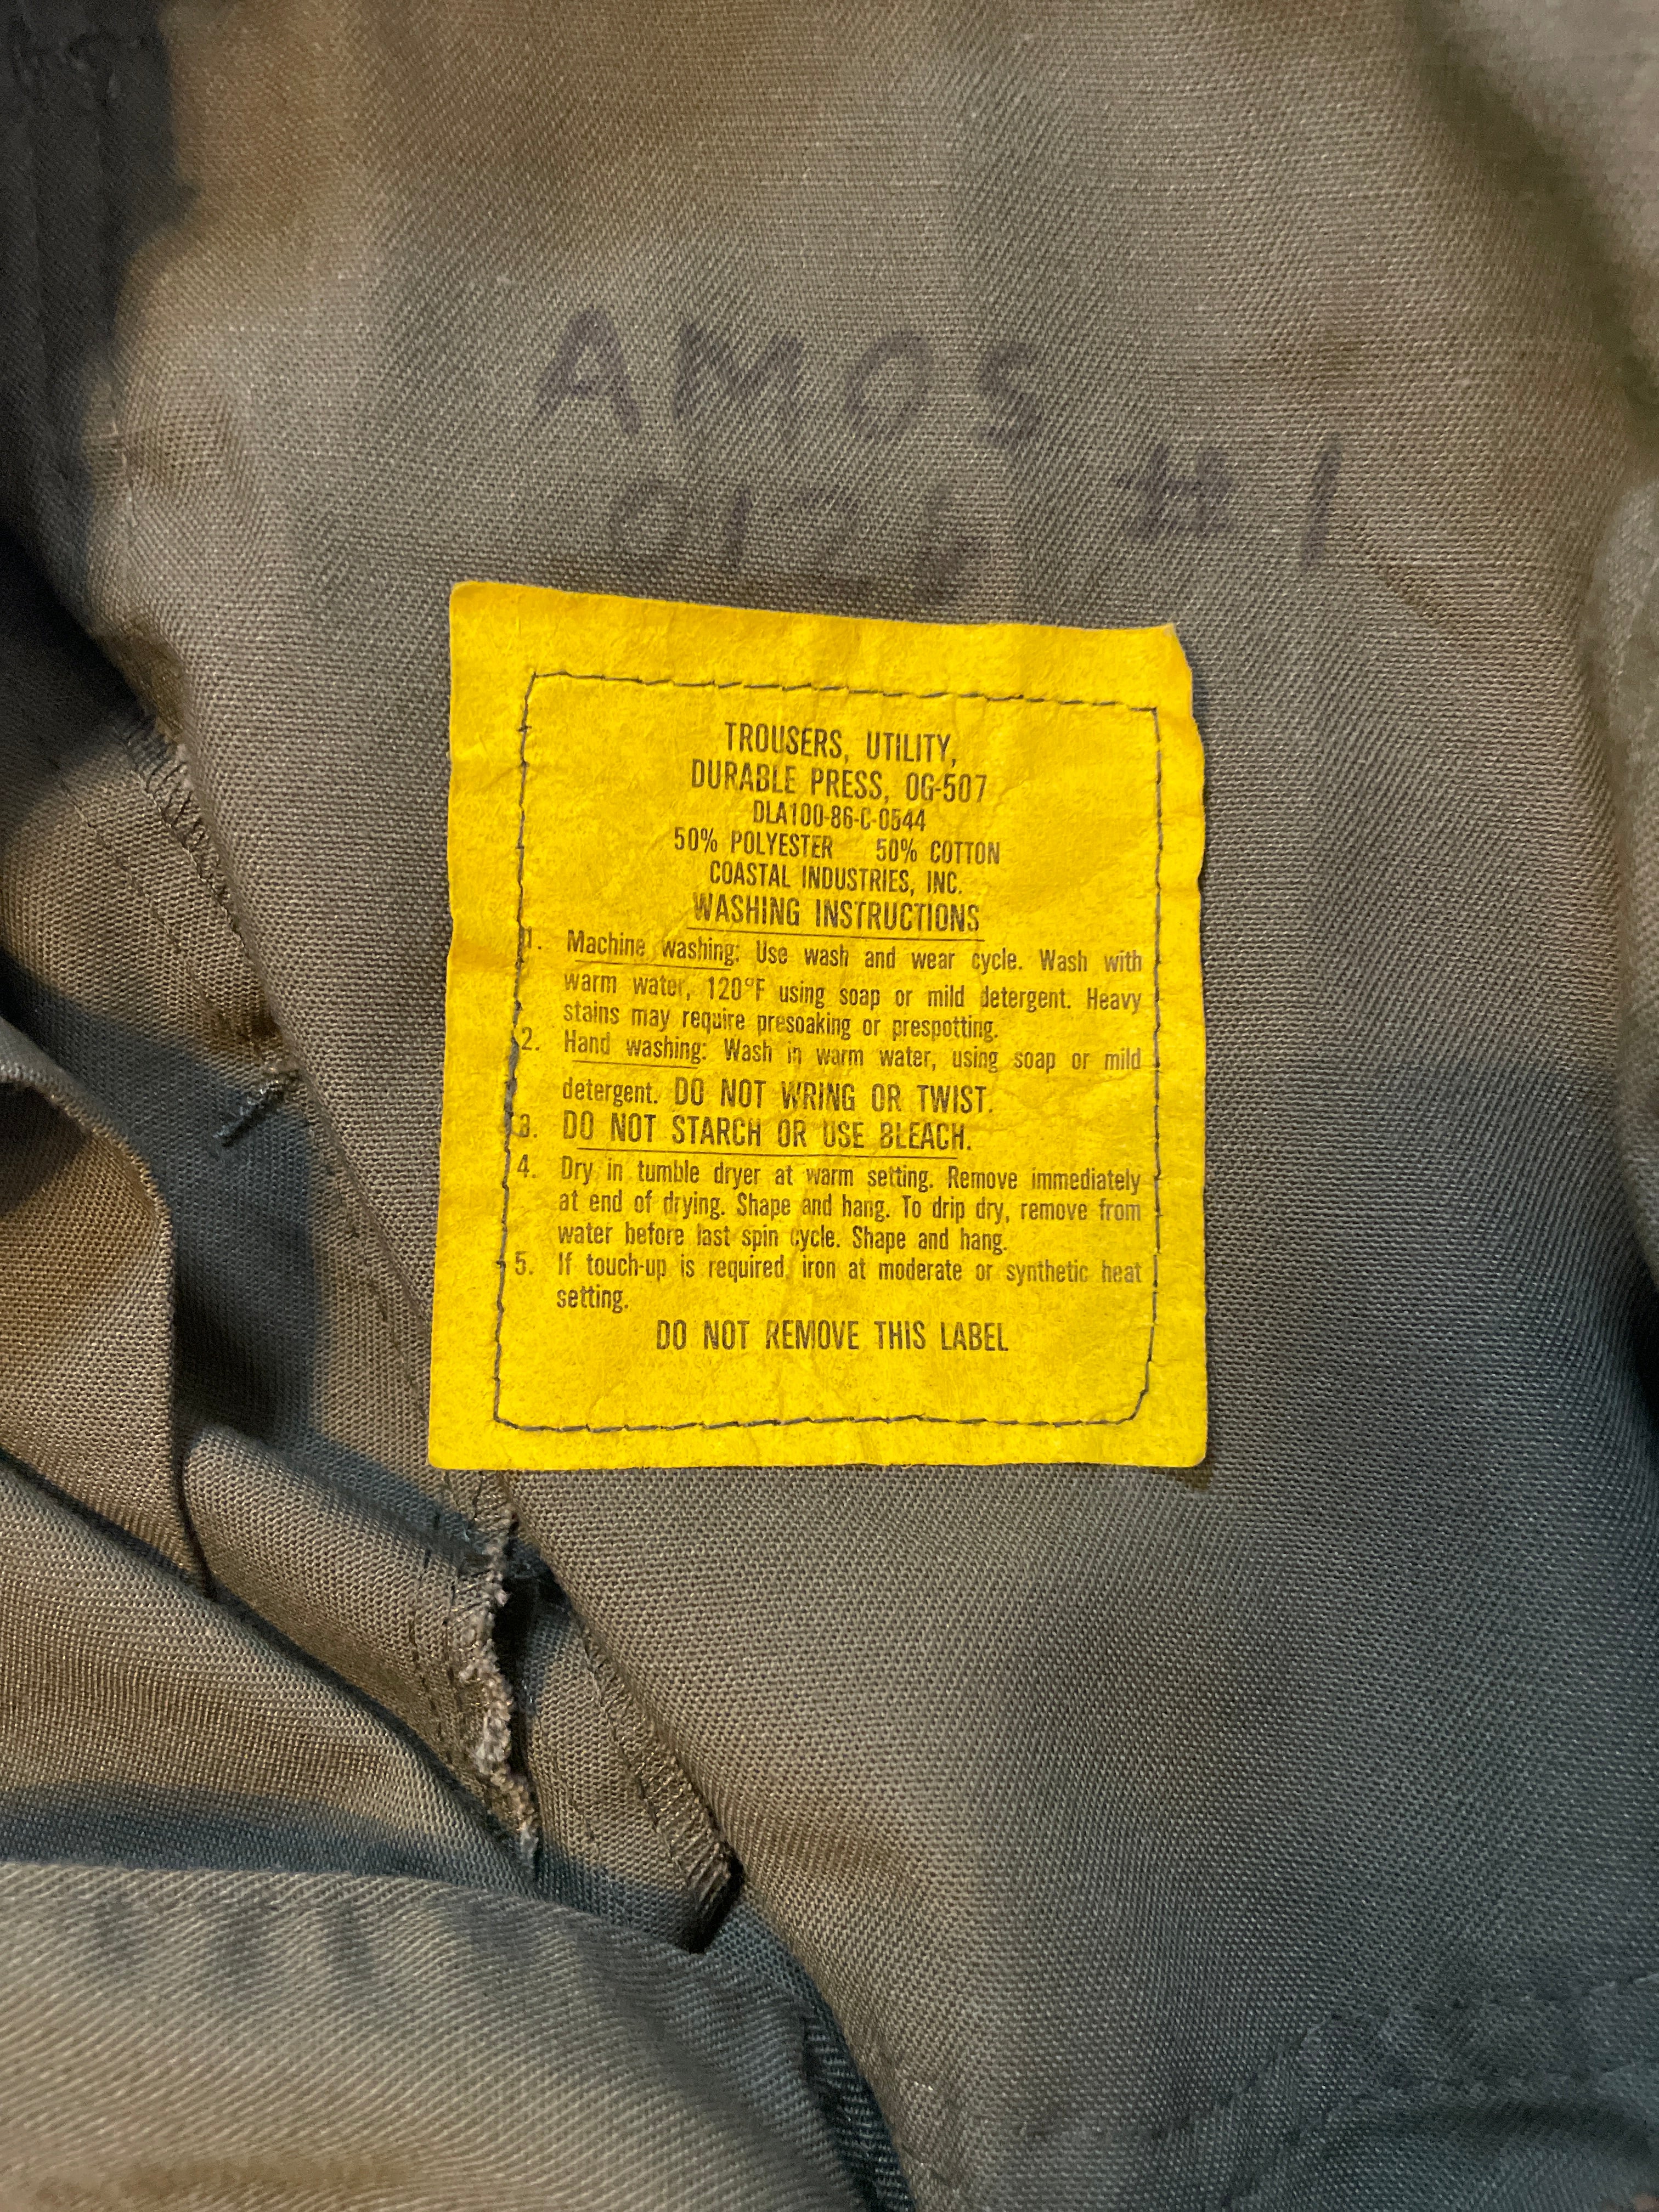 AMOS
# 1
TROUSERS, UTILITY,
DURABLE PRESS, OG-507
DLA100-86-C-0544
50% POLYESTER 50% COTTON
COASTAL INDUSTRIES, INC.
WASHING INSTRUCTIONS
1. Machine washing: Use wash and wear cycle. Wash with
warm water, 120°F using soap or mild detergent. Heavy
stains may require presoaking or prespotting.
2. Hand washing: Wash in warm water, using soap or mild
detergent. DO NOT WRING OR TWIST.
3. DO NOT STARCH OR USE BLEACH.
4. Dry in tumble dryer at warm setting. Remove immediately
at end of drying. Shape and hang. To drip dry, remove from
water before last spin cycle. Shape and hang.
5. If touch-up is required, iron at moderate or synthetic heat
setting.
DO NOT REMOVE THIS LABEL